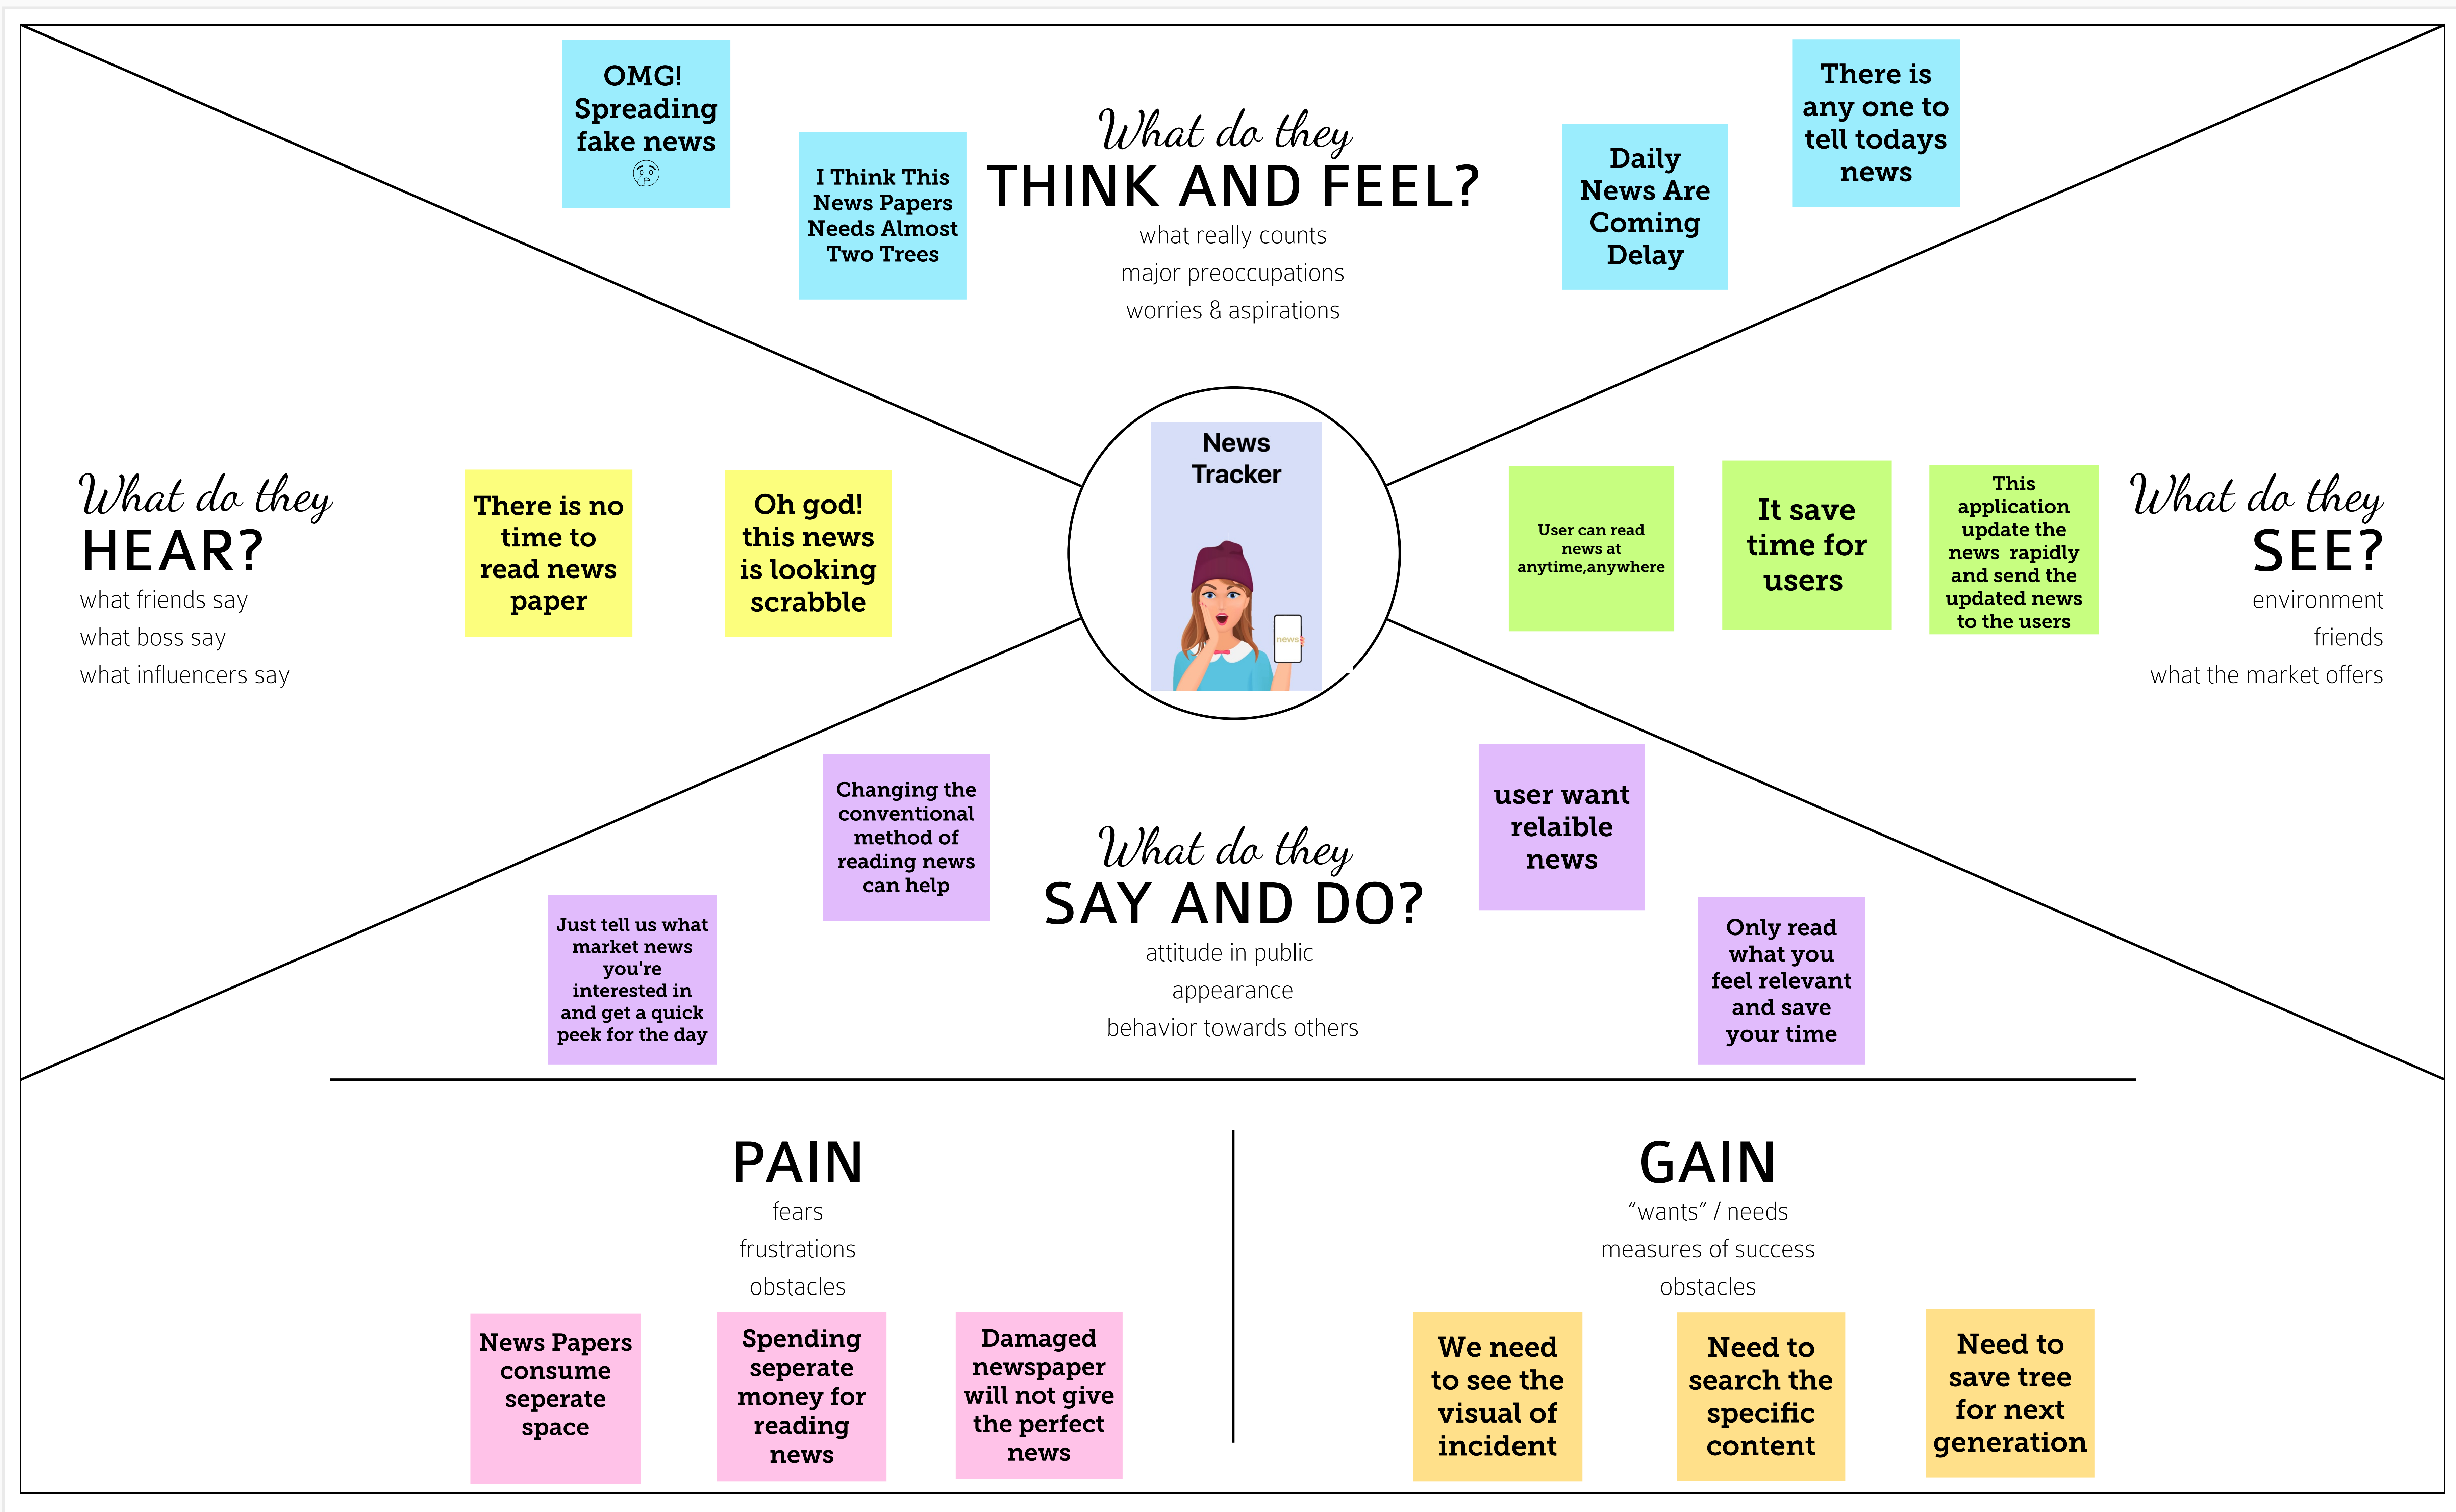 OMG!
Spreading
fake news
I Think This
News Papers
Needs Almost
Two Trees
What do they
THINK AND FEEL?
what really counts
major preoccupations
worries & aspirations
Daily
News Are
Coming
Delay
There is
any one to
tell todays
news
What do they
HEAR?
what friends say
what boss say
what influencers say
There is no
time to
read news
paper
Oh god!
this news
is looking
scrabble
News
Tracker
news
User can read
news at
anytime,anywhere
It save
time for
users
This
application
update the
news rapidly
and send the
updated news
to the users
What do they
SEE?
environment
friends
what the market offers
Just tell us what
market news
you're
interested in
and get a quick
peek for the day
Changing the
conventional
method of
reading news
can help
What do they
SAY AND DO?
attitude in public
appearance
behavior towards others
user want
relaible
news
Only read
what you
feel relevant
and save
your time
PAIN
fears
frustrations
obstacles
News Papers
consume
seperate
space
Spending
seperate
money for
reading
news
Damaged
newspaper
will not give
the perfect
news
GAIN
“wants” / needs
measures of success
obstacles
We need
to see the
visual of
incident
Need to
search the
specific
content
Need to
save tree
for next
generation